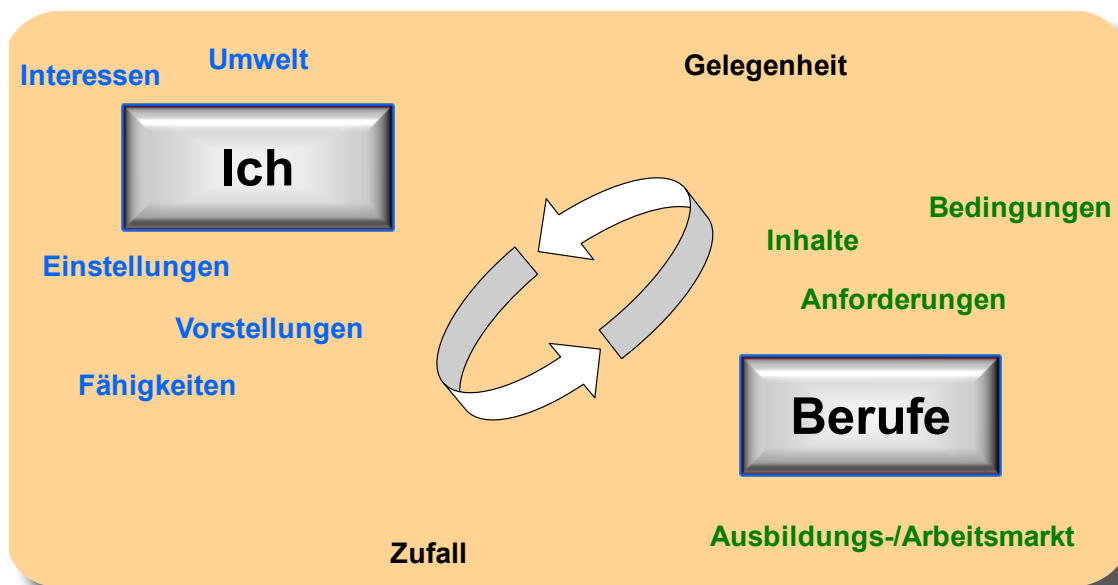 Umwelt
Interessen
Gelegenheit
Ich
Bedingungen
Inhalte
Einstellungen
Anforderungen
Vorstellungen
Fähigkeiten
Berufe
Ausbildungs-/Arbeitsmarkt
Zufall